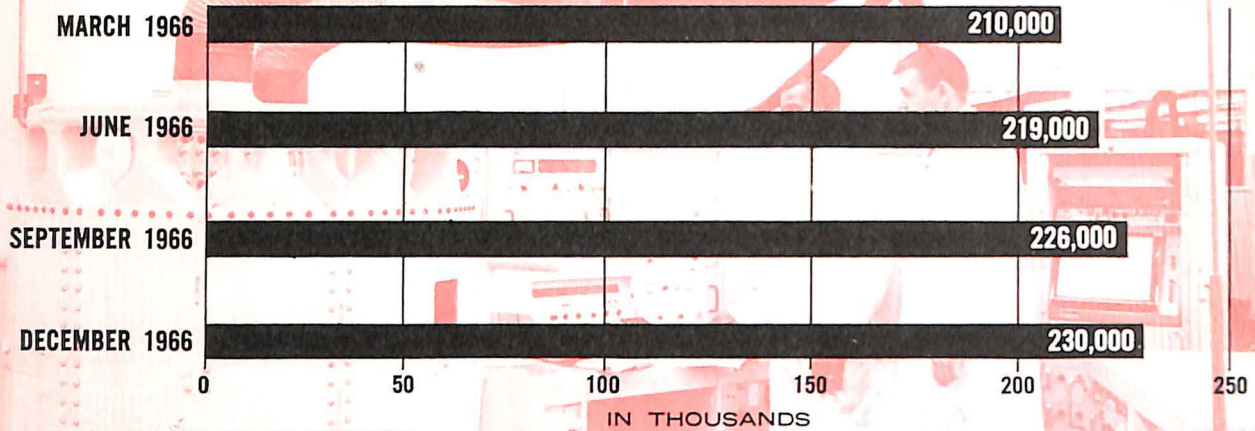 MARCH 1966 210,000
JUNE 1966 219,000
SEPTEMBER 1966 226,000
DECEMBER 1966 230,000
0 50 100 150 200 250
IN THOUSANDS